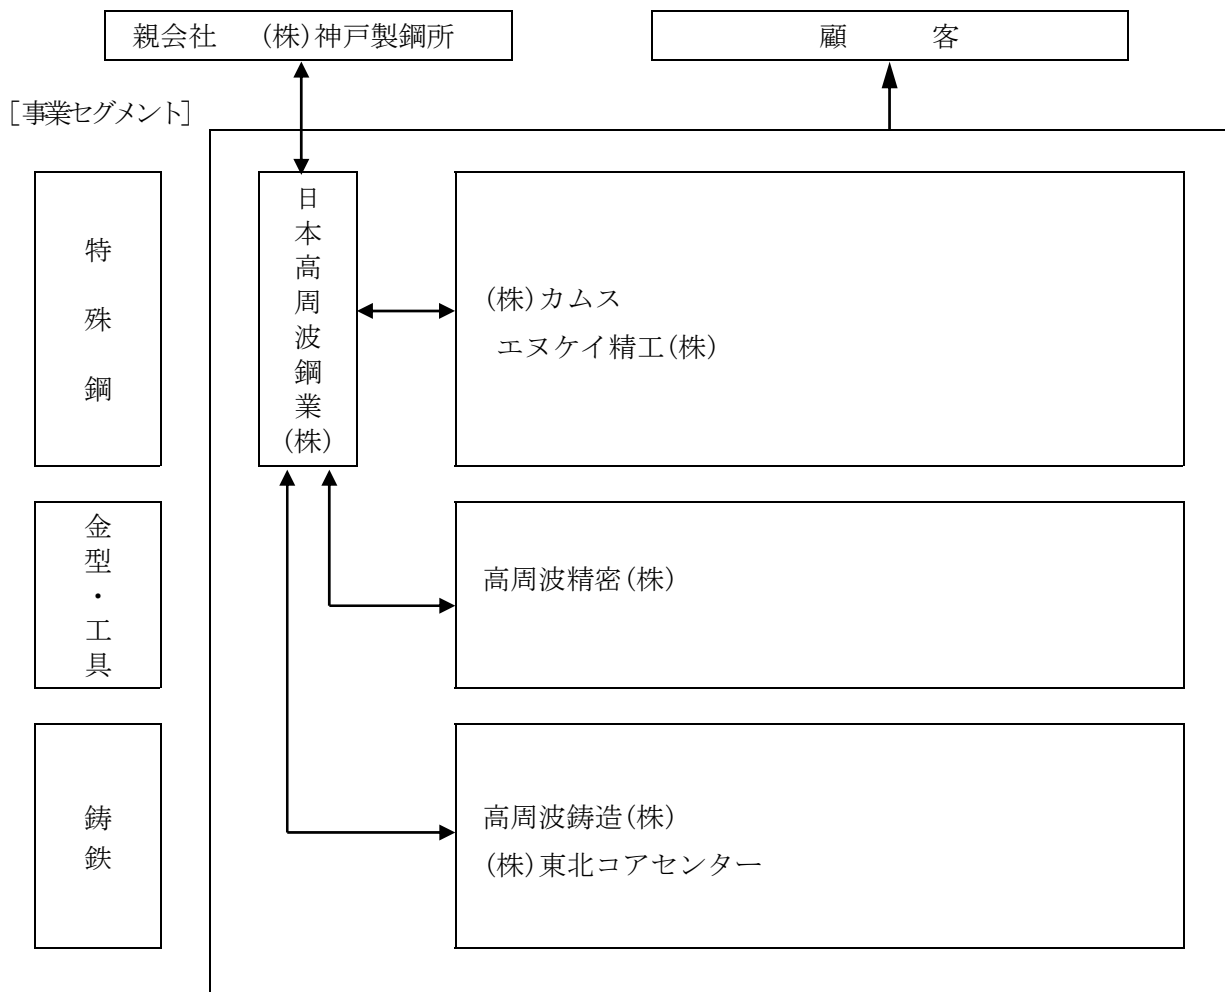 親会社　(株)神戸製鋼所
顧　客
［事業セグメント］
特殊鋼
日本高周波鋼業(株)
(株)カムス
エヌケイ精工(株)
金型・工具
高周波精密(株)
鋳鉄
高周波鋳造(株)
(株)東北コアセンター